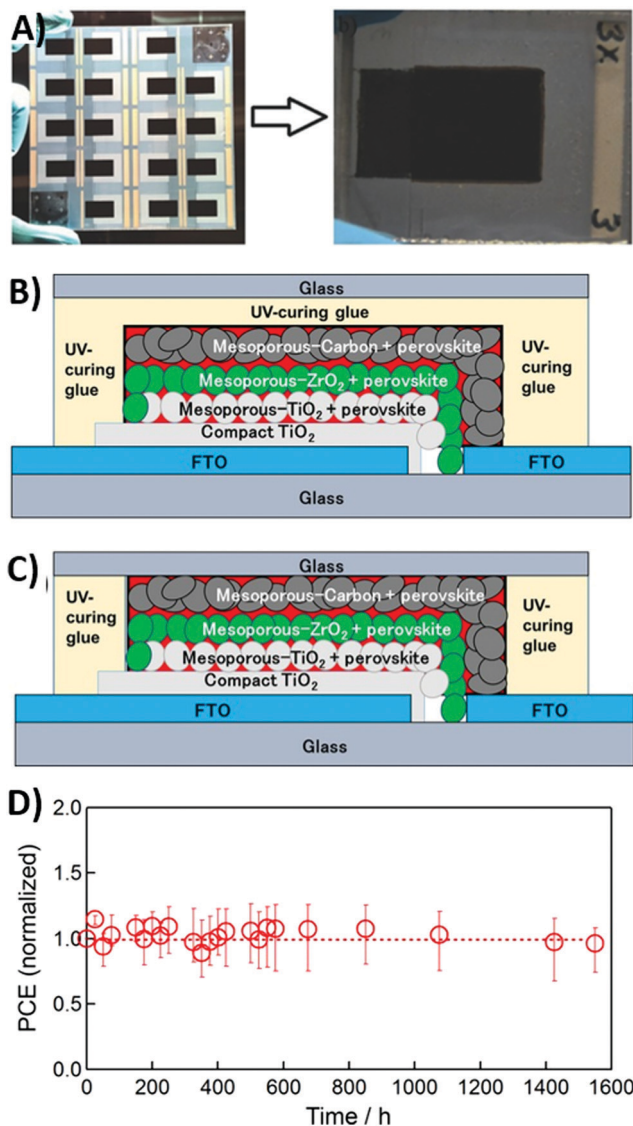 A)
b)
3x
3
B)
Glass
UV-curing glue
UV-
curing
glue
UV-
curing
glue
Mesoporous-Carbon + perovskite
Mesoporous-ZrO₂ + perovskite
Mesoporous-TiO₂ + perovskite
Compact TiO₂
FTO
FTO
Glass
C)
Glass
UV-
curing
glue
UV-
curing
glue
Mesoporous-Carbon + perovskite
Mesoporous-ZrO₂ + perovskite
Mesoporous-TiO₂ + perovskite
Compact TiO₂
FTO
FTO
Glass
D)
2.0
1.5
1.0
0.5
0.0
PCE (normalized)
0 200 400 600 800 1000 1200 1400 1600
Time / h